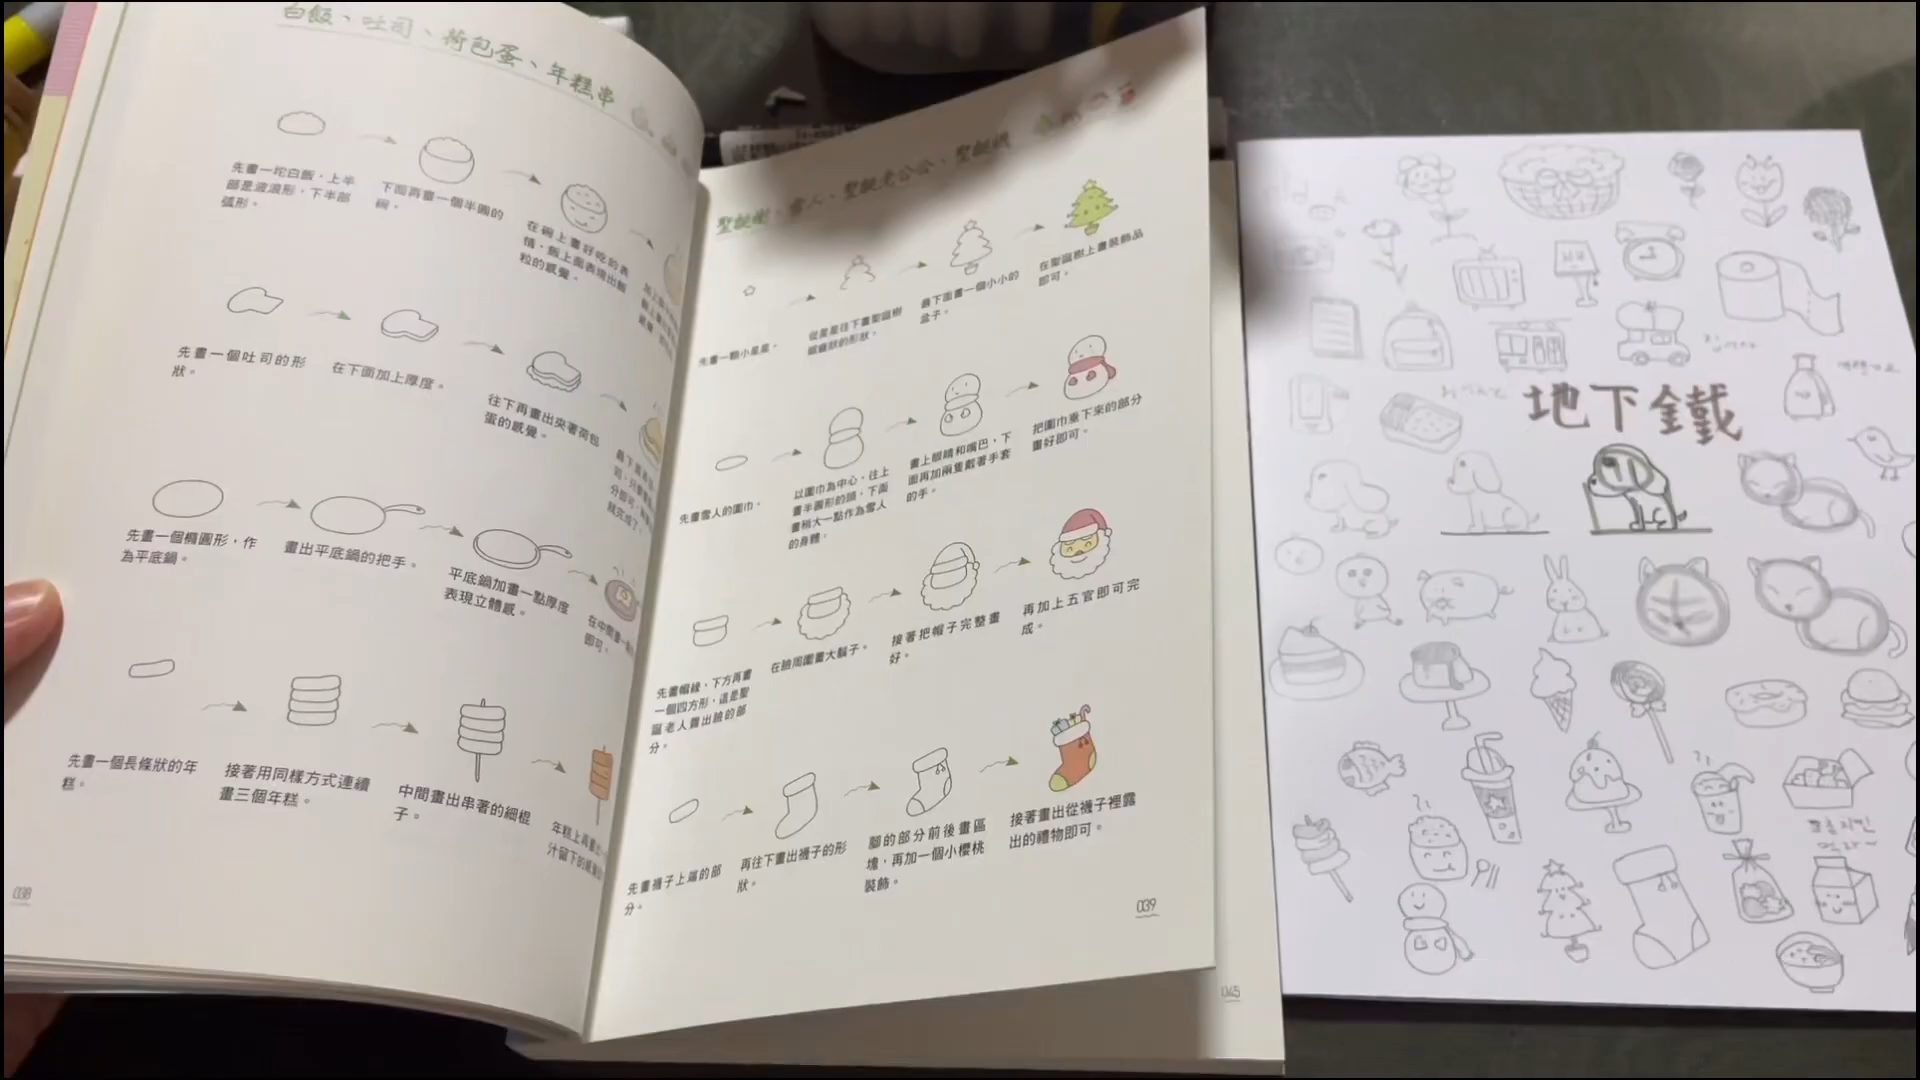 白飯、吐司、荷包蛋、年糕串
先畫一坨白飯，上半
部是波浪形，下半部
弧形。
下面再畫一個半圓的
碗。
在碗上畫好吃的表
情，飯上面表現出飯
粒的感覺。
先畫一個吐司的形
狀。
在下面加上厚度。
往下再畫出夾著荷包
蛋的感覺。
先畫一個橢圓形，作
為平底鍋。
畫出平底鍋的把手。
平底鍋加畫一點厚度
表現立體感。
在中間畫一
即可。
先畫一個長條狀的年
糕。
接著用同樣方式連續
畫三個年糕。
中間畫出串著的細棍
子。
年糕上再畫出
038
聖誕樹、雪人、聖誕老公公、聖誕襪
先畫一顆小星星。
從星星往下畫聖誕樹
最下面畫一個小小的
盒子。
在聖誕樹上畫裝飾品
即可。
先畫雪人的圍巾。
以圍巾為中心，往上
畫半圓形的頭，下面
畫稍大一點作為雪人
的身體。
畫上眼睛和嘴巴，下
面再加兩隻戴著手套
的手。
把圍巾垂下來的部分
畫好即可。
先畫帽緣，下方再畫
一個四方形，這是聖
誕老人露出臉的部
分。
在臉周圍畫大鬍子。
接著把帽子完整畫
好。
再加上五官即可完
成。
先畫襪子上端的部
分。
再往下畫出襪子的形
狀。
腳的部分前後畫區
塊，再加一個小櫻桃
裝飾。
接著畫出從襪子裡露
出的禮物即可。
039
045
地下鐵